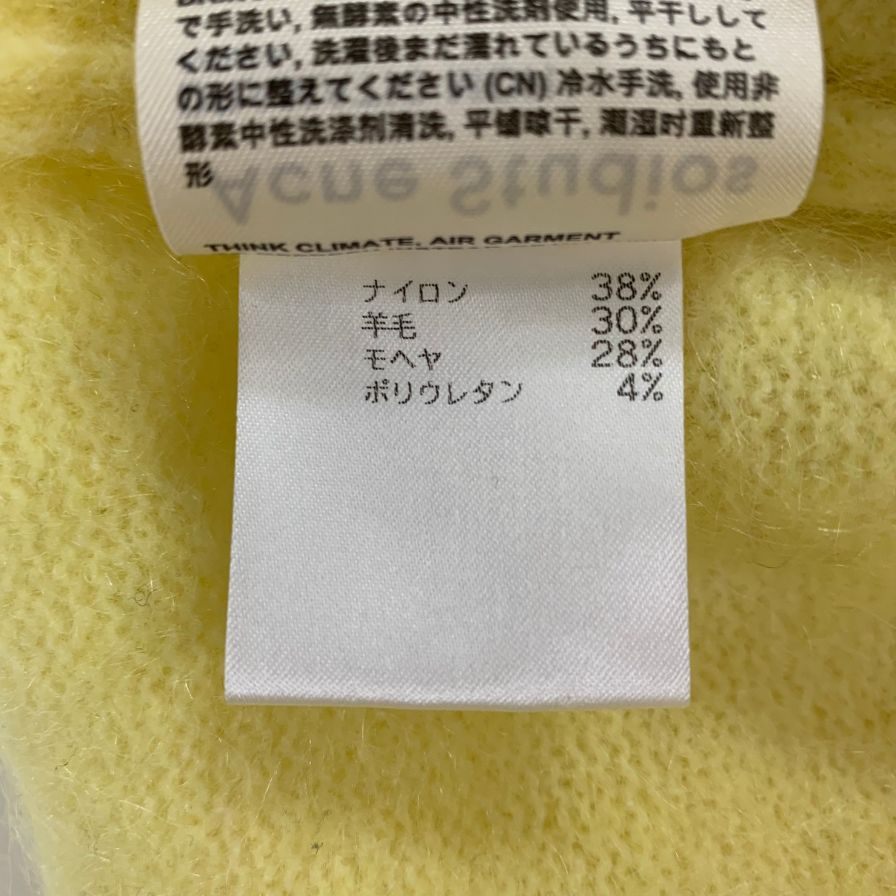 で手洗い, 無酵素の中性洗剤使用, 平干ししして
ください, 洗濯後まだ濡れているうちにもと
の形に整えてください (CN) 冷水手洗, 使用非
酵素中性洗涤剂清洗, 平铺晾干, 潮湿时重新整
形
Acne Studios
THINK CLIMATE, AIR GARMENT
ナイロン 38%
羊毛 30%
モヘヤ 28%
ポリウレタン 4%